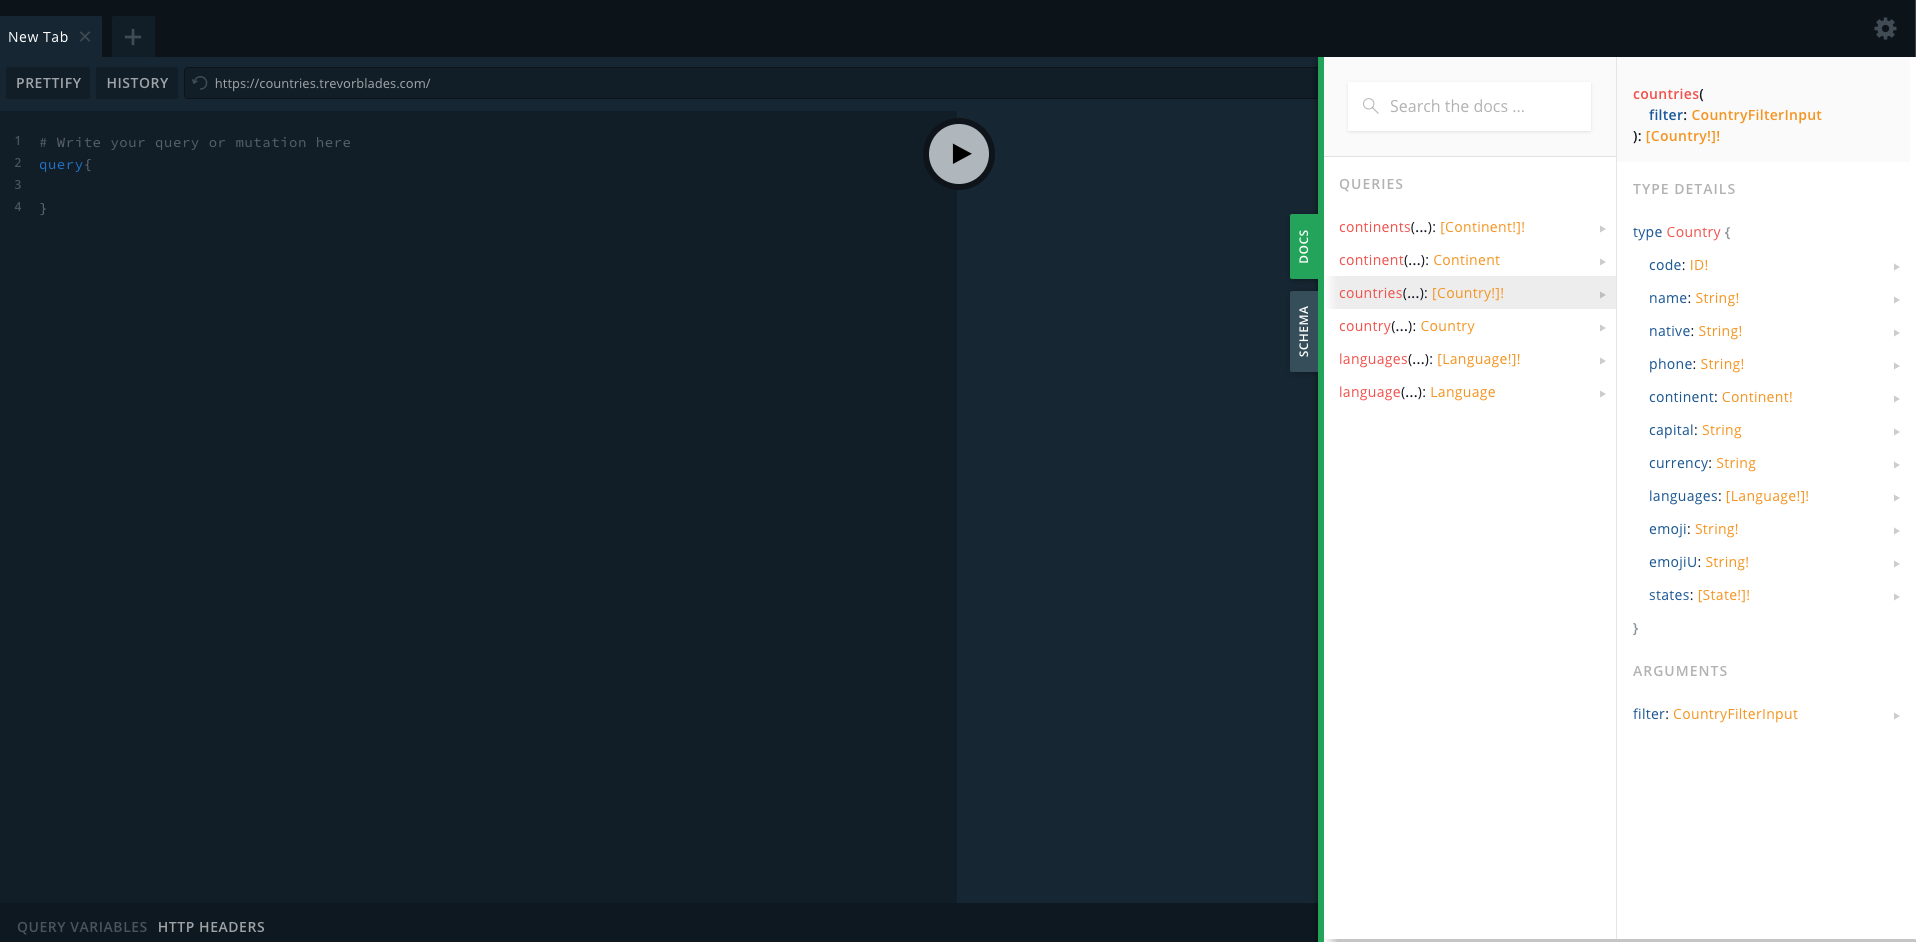 New Tab
PRETTIFY HISTORY https://countries.trevorblades.com/
1 # Write your query or mutation here
2 query{
3
4 }
QUERY VARIABLES HTTP HEADERS
DOCS
SCHEMA
Search the docs ...
QUERIES
continents(...): [Continent!]!
continent(...): Continent
countries(...): [Country!]!
country(...): Country
languages(...): [Language!]!
language(...): Language
countries(
filter: CountryFilterInput
): [Country!]!
TYPE DETAILS
type Country {
code: ID!
name: String!
native: String!
phone: String!
continent: Continent!
capital: String
currency: String
languages: [Language!]!
emoji: String!
emojiU: String!
states: [State!]!
}
ARGUMENTS
filter: CountryFilterInput